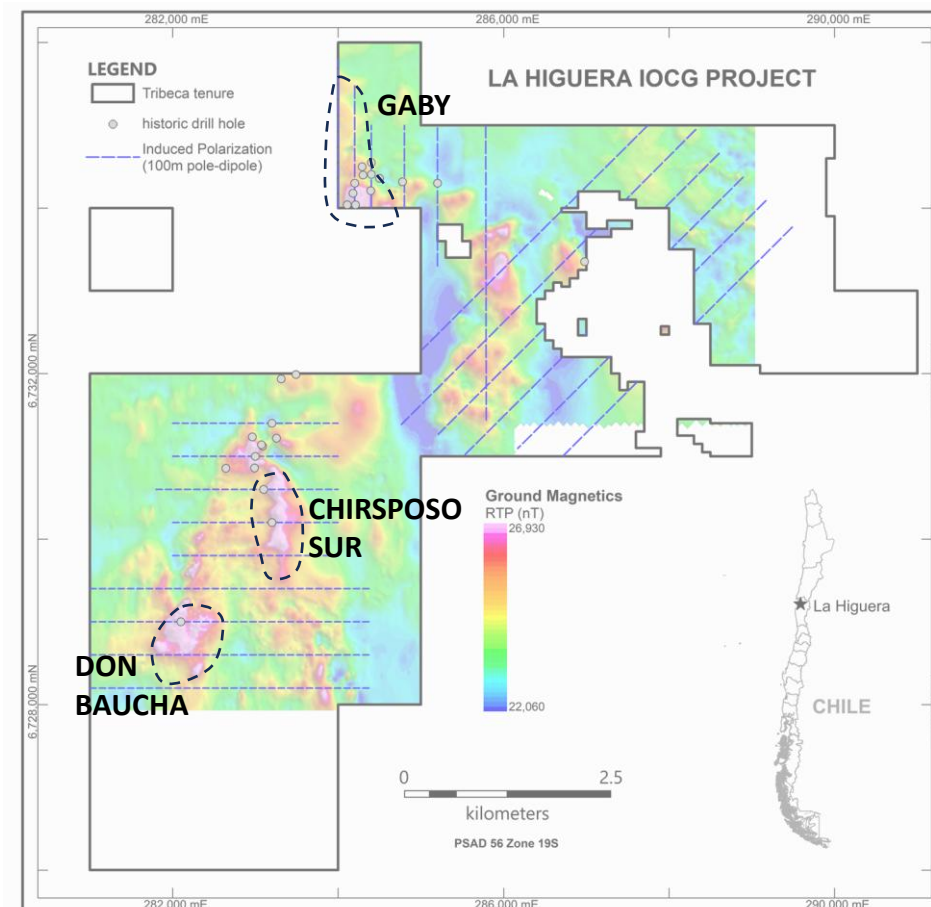 282,000 mE
286,000 mE
290,000 mE
LEGEND
Tribeca tenure
historic drill hole
Induced Polarization
(100m pole-dipole)
LA HIGUERA IOCG PROJECT
GABY
6,732,000 mN
CHIRSPOSO
SUR
Ground Magnetics
RTP (nT)
26,930
22,060
La Higuera
DON
BAUCHA
6,728,000 mN
CHILE
0
2.5
kilometers
PSAD 56 Zone 19S
282,000 mE
286,000 mE
290,000 mE